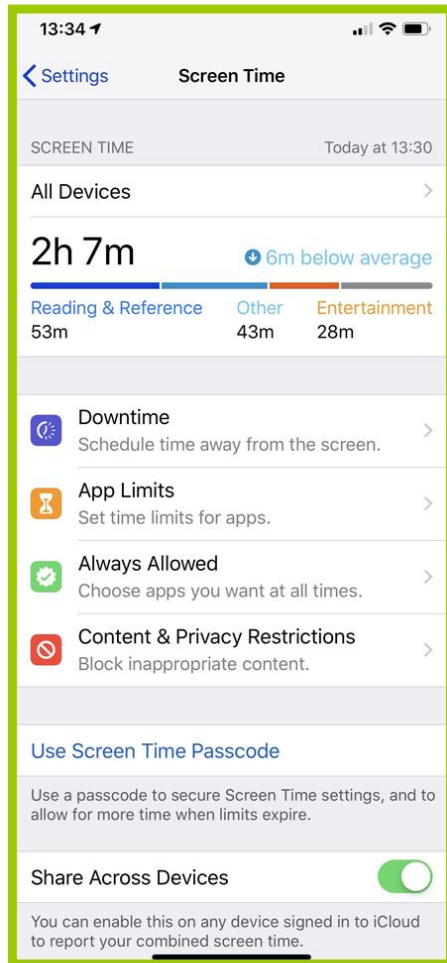 13:34
Settings
Screen Time
SCREEN TIME
Today at 13:30
All Devices
2h 7m
6m below average
Reading & Reference
Other
Entertainment
53m
43m
28m
Downtime
Schedule time away from the screen.
App Limits
Set time limits for apps.
Always Allowed
Choose apps you want at all times.
Content & Privacy Restrictions
Block inappropriate content.
Use Screen Time Passcode
Use a passcode to secure Screen Time settings, and to
allow for more time when limits expire.
Share Across Devices
You can enable this on any device signed in to iCloud
to report your combined screen time.